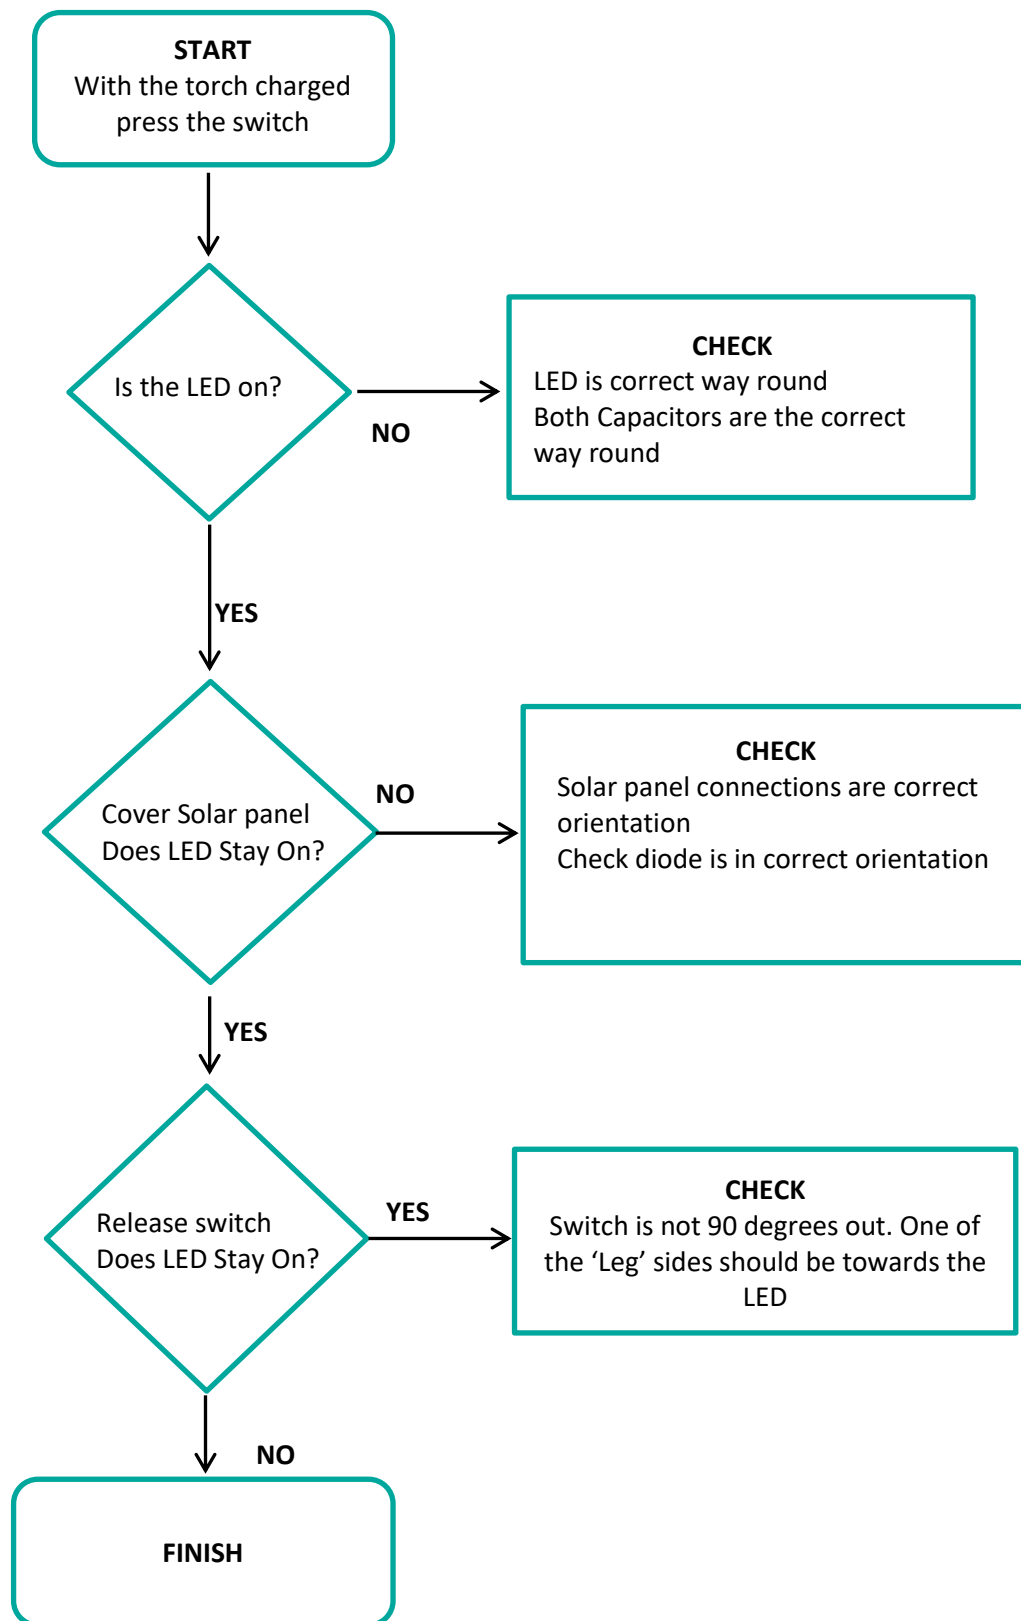 START
With the torch charged
press the switch
Is the LED on?
NO
CHECK
LED is correct way round
Both Capacitors are the correct
way round
YES
Cover Solar panel
Does LED Stay On?
NO
CHECK
Solar panel connections are correct
orientation
Check diode is in correct orientation
YES
Release switch
Does LED Stay On?
YES
CHECK
Switch is not 90 degrees out. One of
the ‘Leg’ sides should be towards the
LED
NO
FINISH